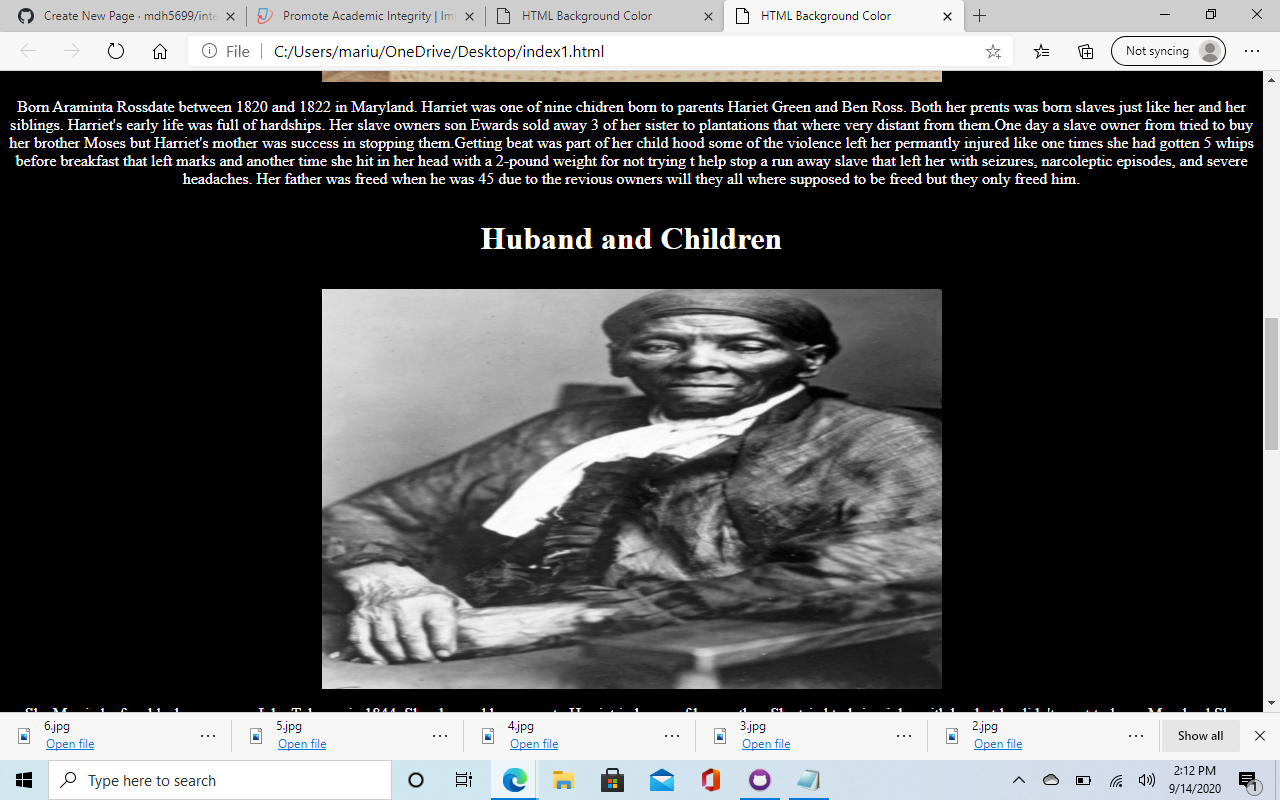 Create New Page · mdh5699/inte
Promote Academic Integrity | Im
HTML Background Color
HTML Background Color
File
C:/Users/mariu/OneDrive/Desktop/index1.html
Not syncing
Born Araminta Rossdate between 1820 and 1822 in Maryland. Harriet was one of nine chidren born to parents Hariet Green and Ben Ross. Both her prents was born slaves just like her and her
siblings. Harriet's early life was full of hardships. Her slave owners son Ewards sold away 3 of her sister to plantations that where very distant from them.One day a slave owner from tried to buy
her brother Moses but Harriet's mother was success in stopping them.Getting beat was part of her child hood some of the violence left her permantly injured like one times she had gotten 5 whips
before breakfast that left marks and another time she hit in her head with a 2-pound weight for not trying t help stop a run away slave that left her with seizures, narcoleptic episodes, and severe
headaches. Her father was freed when he was 45 due to the revious owners will they all where supposed to be freed but they only freed him.
Huband and Children
6.jpg
Open file
5.jpg
Open file
4.jpg
Open file
3.jpg
Open file
2.jpg
Open file
Show all
Type here to search
2:12 PM
9/14/2020
1